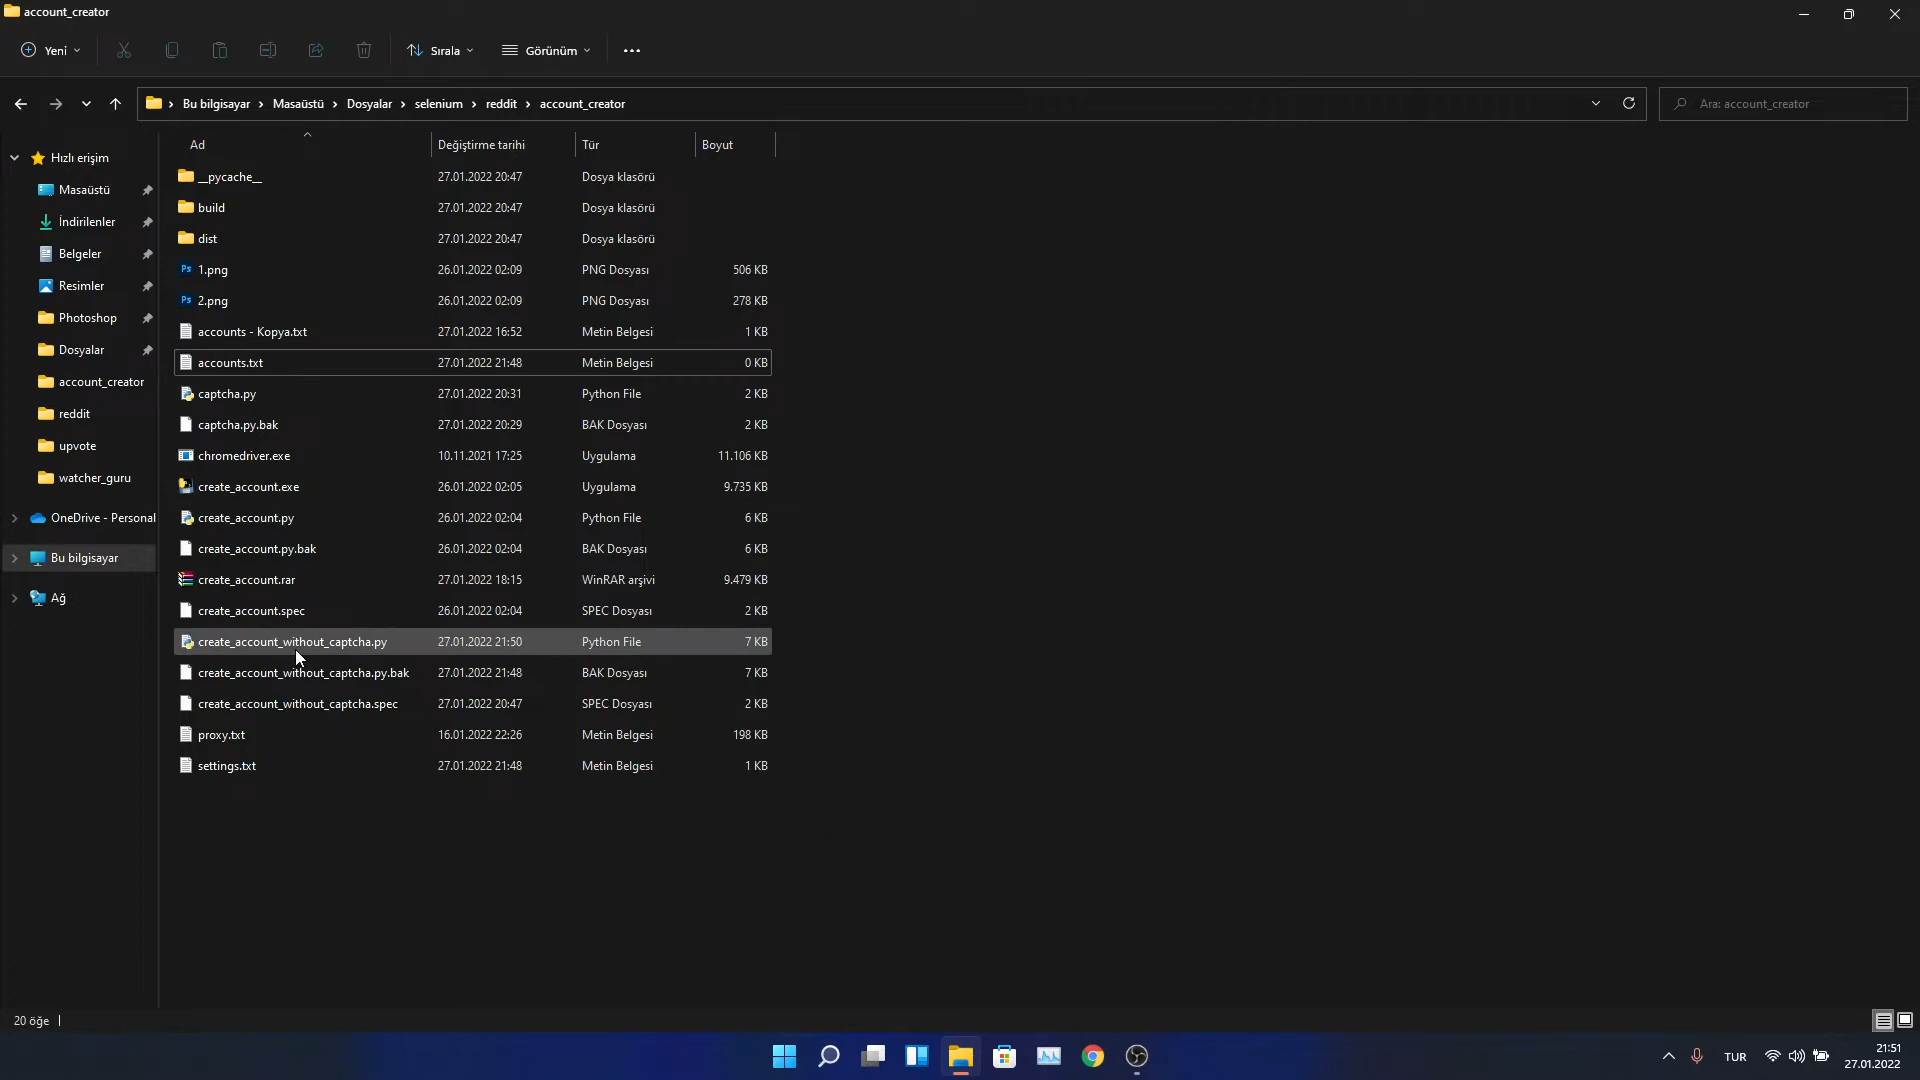 account_creator
Yeni
Sırala
Görünüm
Bu bilgisayar > Masaüstü > Dosyalar > selenium > reddit > account_creator
Ara: account_creator
Ad Değiştirme tarihi Tür Boyut
Hızlı erişim
Masaüstü
İndirilenler
Belgeler
Resimler
Photoshop
Dosyalar
account_creator
reddit
upvote
watcher_guru
OneDrive - Personal
Bu bilgisayar
Ağ
__pycache__ 27.01.2022 20:47 Dosya klasörü
build 27.01.2022 20:47 Dosya klasörü
dist 27.01.2022 20:47 Dosya klasörü
Ps 1.png 26.01.2022 02:09 PNG Dosyası 506 KB
Ps 2.png 26.01.2022 02:09 PNG Dosyası 278 KB
accounts - Kopya.txt 27.01.2022 16:52 Metin Belgesi 1 KB
accounts.txt 27.01.2022 21:48 Metin Belgesi 0 KB
captcha.py 27.01.2022 20:31 Python File 2 KB
captcha.py.bak 27.01.2022 20:29 BAK Dosyası 2 KB
chromedriver.exe 10.11.2021 17:25 Uygulama 11.106 KB
create_account.exe 26.01.2022 02:05 Uygulama 9.735 KB
create_account.py 26.01.2022 02:04 Python File 6 KB
create_account.py.bak 26.01.2022 02:04 BAK Dosyası 6 KB
create_account.rar 27.01.2022 18:15 WinRAR arşivi 9.479 KB
create_account.spec 26.01.2022 02:04 SPEC Dosyası 2 KB
create_account_without_captcha.py 27.01.2022 21:50 Python File 7 KB
create_account_without_captcha.py.bak 27.01.2022 21:48 BAK Dosyası 7 KB
create_account_without_captcha.spec 27.01.2022 20:47 SPEC Dosyası 2 KB
proxy.txt 16.01.2022 22:26 Metin Belgesi 198 KB
settings.txt 27.01.2022 21:48 Metin Belgesi 1 KB
20 öğe
TUR
21:51
27.01.2022